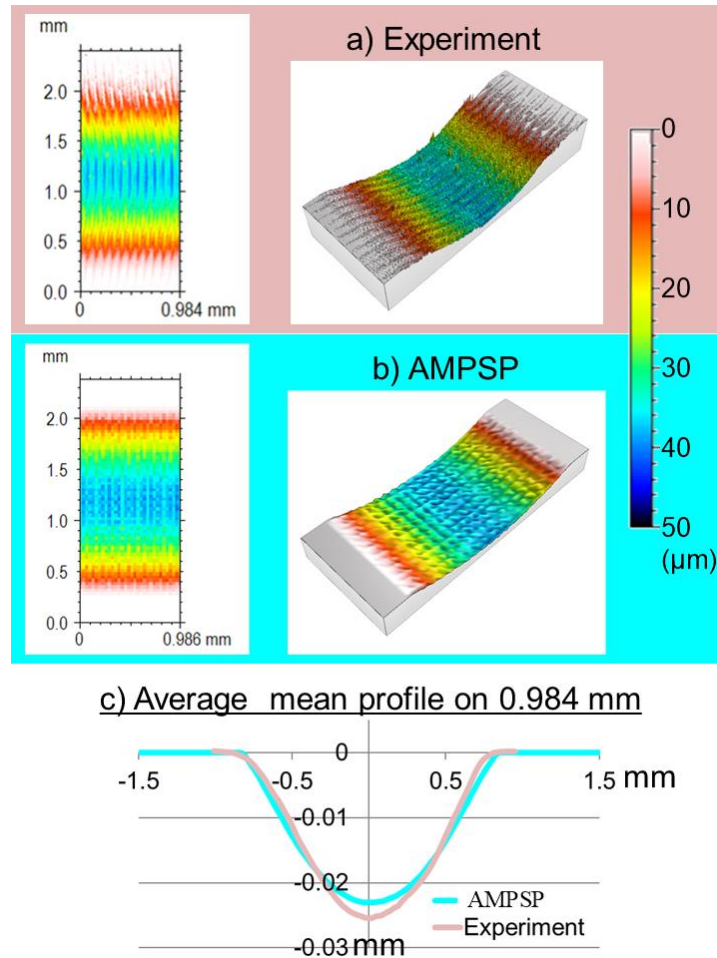 a) Experiment
mm
2.0
1.5
1.0
0.5
0.0
0 0.984 mm
0
10
20
30
40
50
(µm)
b) AMPSP
mm
2.0
1.5
1.0
0.5
0.0
0 0.986 mm
c) Average mean profile on 0.984 mm
0
-1.5 -0.5 0.5 1.5 mm
-0.01
-0.02
AMPSP
Experiment
-0.03 mm